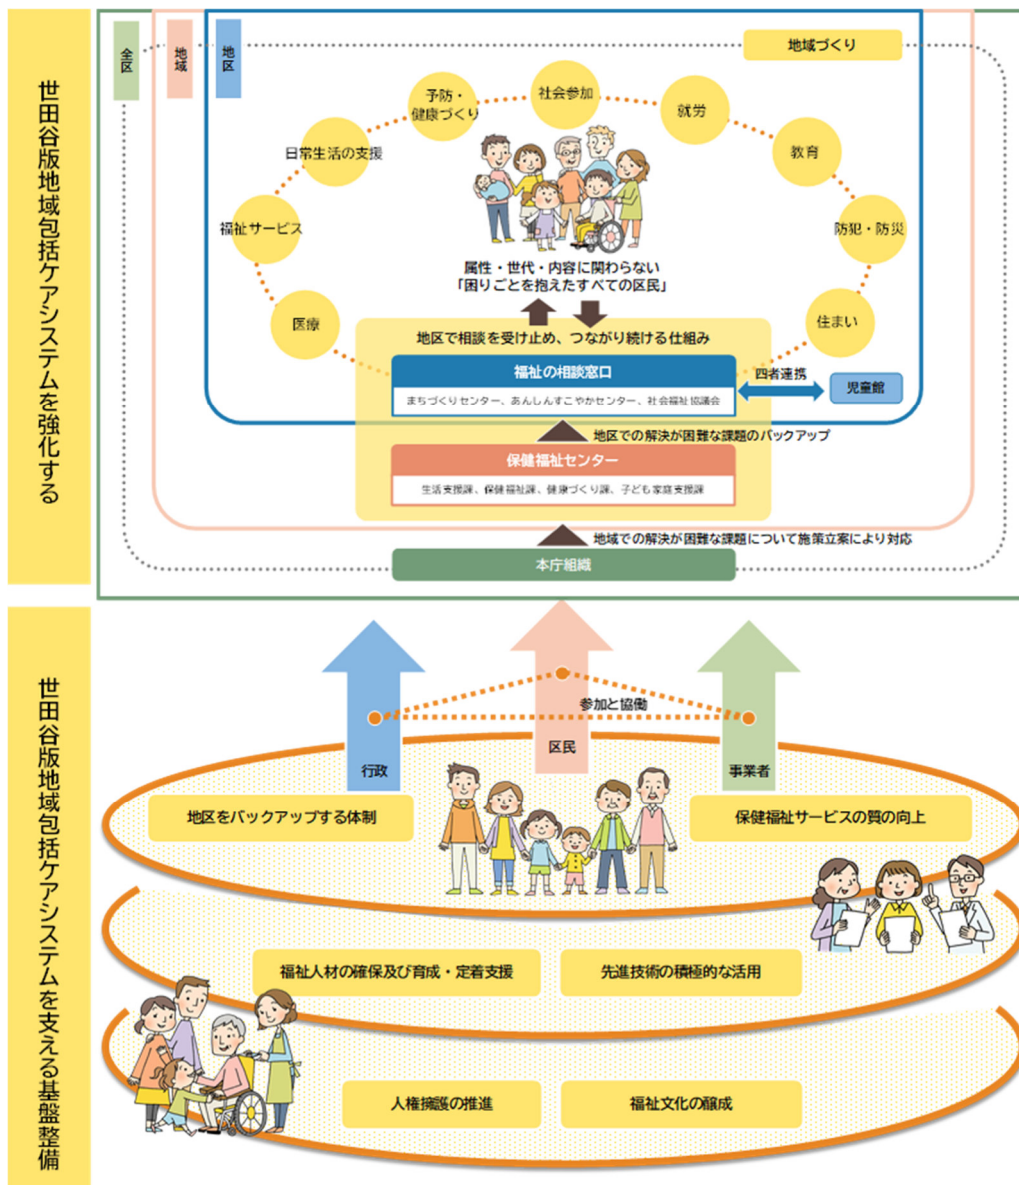 世田谷版地域包括ケアシステムを強化する
全区
地域
地区
地域づくり
予防・
健康づくり
社会参加
就労
日常生活の支援
教育
福祉サービス
防犯・防災
医療
住まい
属性・世代・内容に関わらない
「困りごとを抱えたすべての区民」
地区で相談を受け止め、つながり続ける仕組み
福祉の相談窓口
まちづくりセンター、あんしんすこやかセンター、社会福祉協議会
四者連携
児童館
地区での解決が困難な課題のバックアップ
保健福祉センター
生活支援課、保健福祉課、健康づくり課、子ども家庭支援課
地域での解決が困難な課題について施策立案により対応
本庁組織
世田谷版地域包括ケアシステムを支える基盤整備
参加と協働
行政
区民
事業者
地区をバックアップする体制
保健福祉サービスの質の向上
福祉人材の確保及び育成・定着支援
先進技術の積極的な活用
人権擁護の推進
福祉文化の醸成